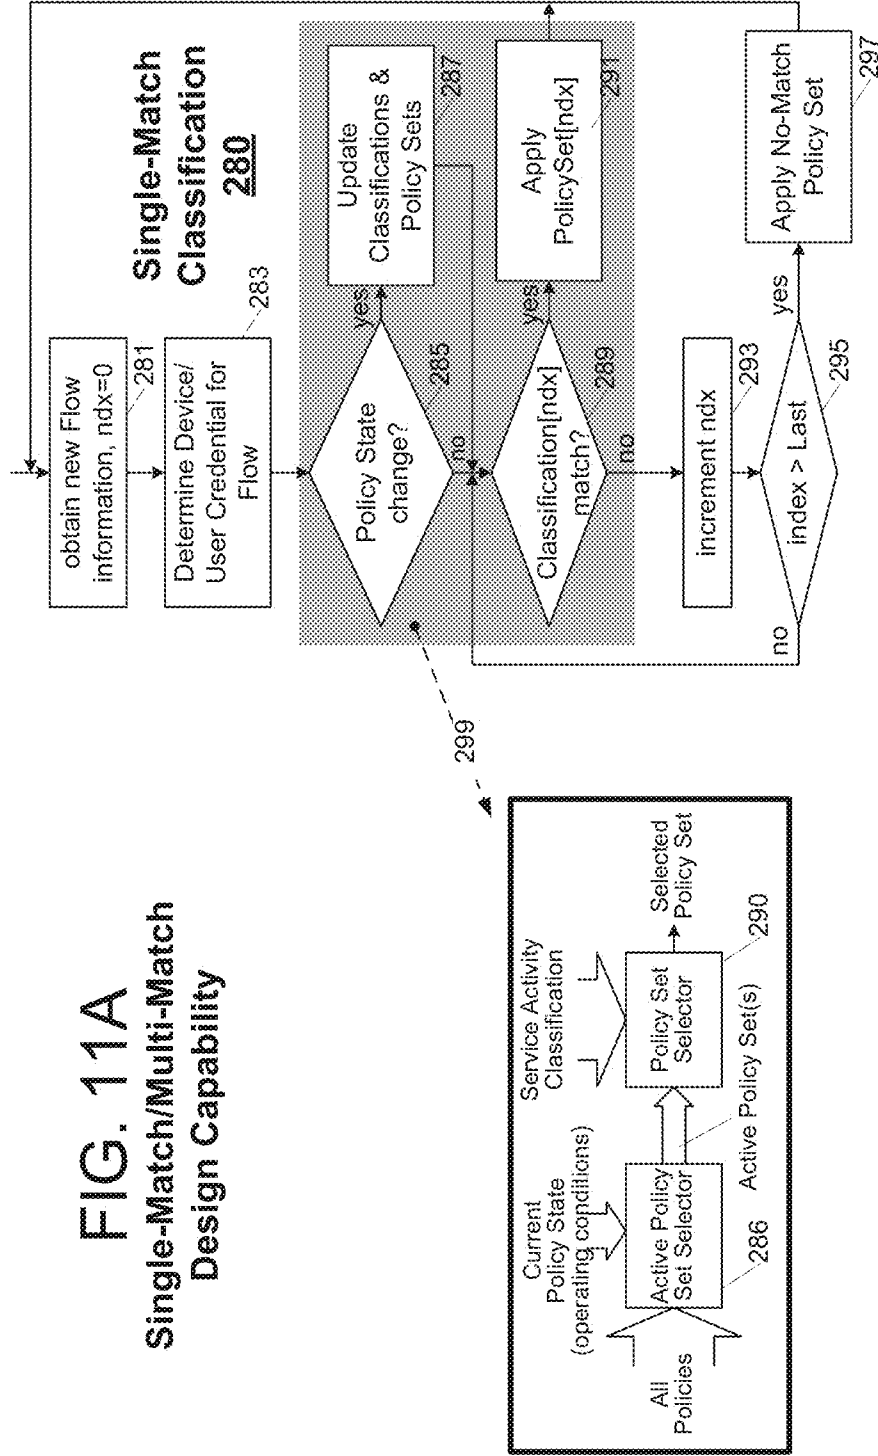 FIG. 11A
Single-Match/Multi-Match
Design Capability
Single-Match
Classification
280
obtain new Flow
information, ndx=0
281
Determine Device/
User Credential for
Flow
283
Policy State
change?
285
yes
no
Update
Classifications &
Policy Sets
287
Classification[ndx]
match?
289
yes
no
Apply
PolicySet[ndx]
291
increment ndx
293
index > Last
295
yes
no
Apply No-Match
Policy Set
297
299
All
Policies
Current
Policy State
(operating conditions)
Active Policy
Set Selector
286
Active Policy Set(s)
Service Activity
Classification
Policy Set
Selector
290
Selected
Policy Set